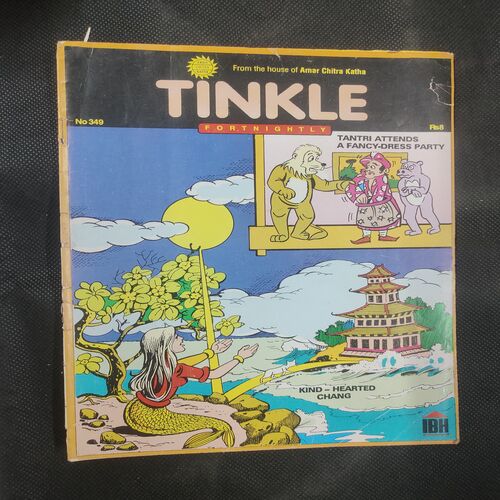 From the house of Amar Chitra Katha
TINKLE
FORTNIGHTLY
No 349
Rs8
TANTRI ATTENDS
A FANCY-DRESS PARTY
KIND – HEARTED
CHANG
IBH